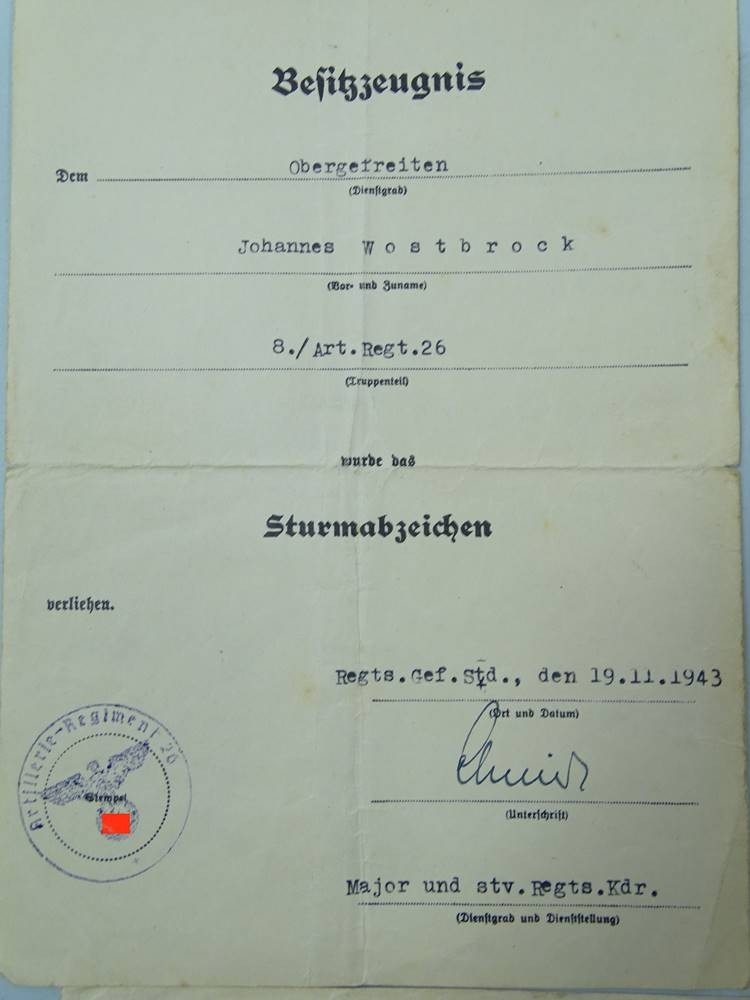 Besitzzeugnis
Dem Obergefreiten
(Dienstgrad)
Johannes Wostbrock
(Vor- und Zuname)
8./Art.Regt.26
(Truppenteil)
wurde das
Sturmabzeichen
verliehen.
Regts.Gef.Std., den 19.11.1943
(Ort und Datum)
(Unterschrift)
Major und stv.Regts.Kdr.
(Dienstgrad und Dienststellung)
Artillerie-Regiment 26
Stempel